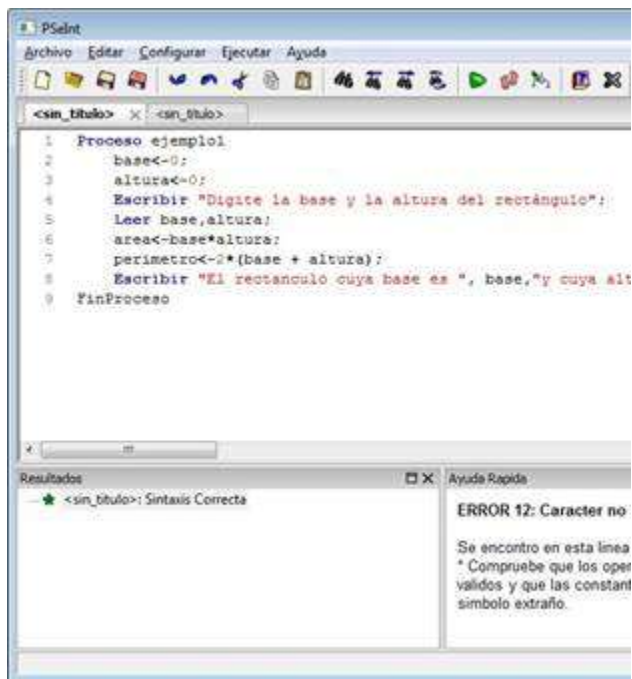 PSeInt
Archivo Editar Configurar Ejecutar Ayuda
<sin_titulo> <sin_titulo>
1 Proceso ejemplo1
2 base<-0;
3 altura<-0;
4 Escribir "Digite la base y la altura del rectángulo";
5 Leer base,altura;
6 area<-base*altura;
7 perimetro<-2*(base + altura);
8 Escribir "El rectanculo cuya base es ", base,"y cuya alt
9 FinProceso
Resultados
<sin_titulo>: Sintaxis Correcta
Ayuda Rapida
ERROR 12: Caracter no
Se encontro en esta linea
* Compruebe que los oper
validos y que las constant
simbolo extraño.